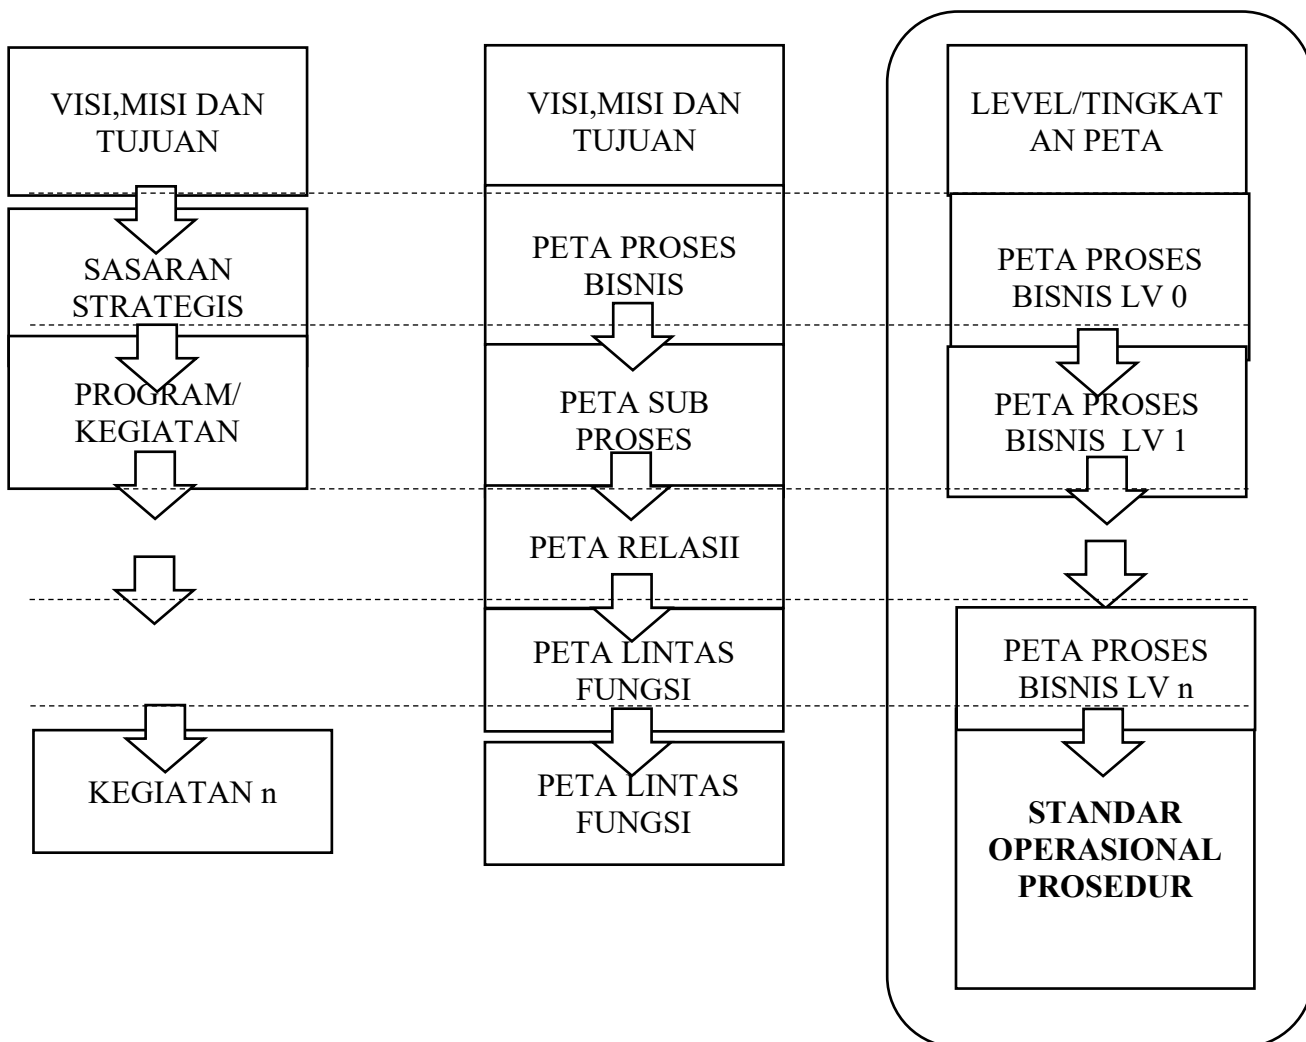 VISI,MISI DAN
TUJUAN
SASARAN
STRATEGIS
PROGRAM/
KEGIATAN
KEGIATAN n
VISI,MISI DAN
TUJUAN
PETA PROSES
BISNIS
PETA SUB
PROSES
PETA RELASII
PETA LINTAS
FUNGSI
PETA LINTAS
FUNGSI
LEVEL/TINGKAT
AN PETA
PETA PROSES
BISNIS LV 0
PETA PROSES
BISNIS  LV 1
PETA PROSES
BISNIS LV n
STANDAR
OPERASIONAL
PROSEDUR